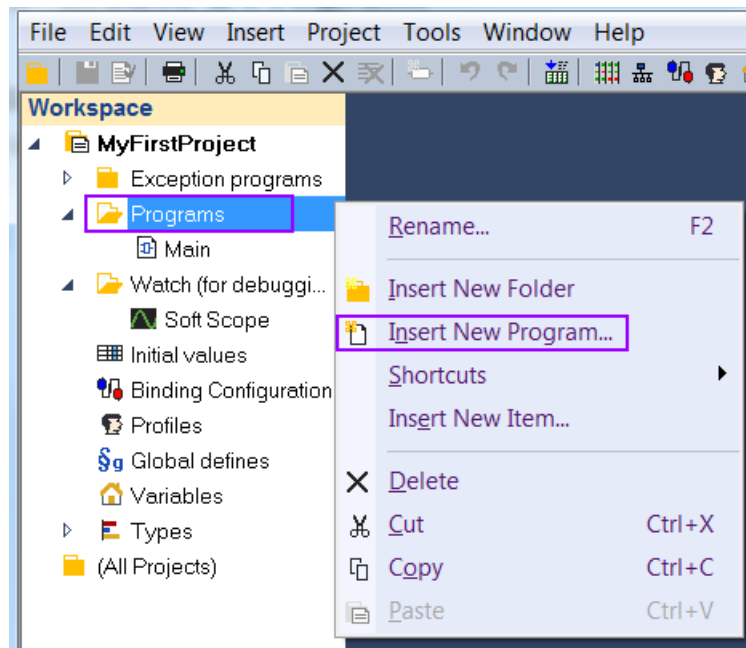 File Edit View Insert Project Tools Window Help
Workspace
MyFirstProject
Exception programs
Programs
Main
Watch (for debuggi...
Soft Scope
Initial values
Binding Configuration
Profiles
§g Global defines
Variables
Types
(All Projects)
Rename... F2
Insert New Folder
Insert New Program...
Shortcuts
Insert New Item...
Delete
Cut Ctrl+X
Copy Ctrl+C
Paste Ctrl+V